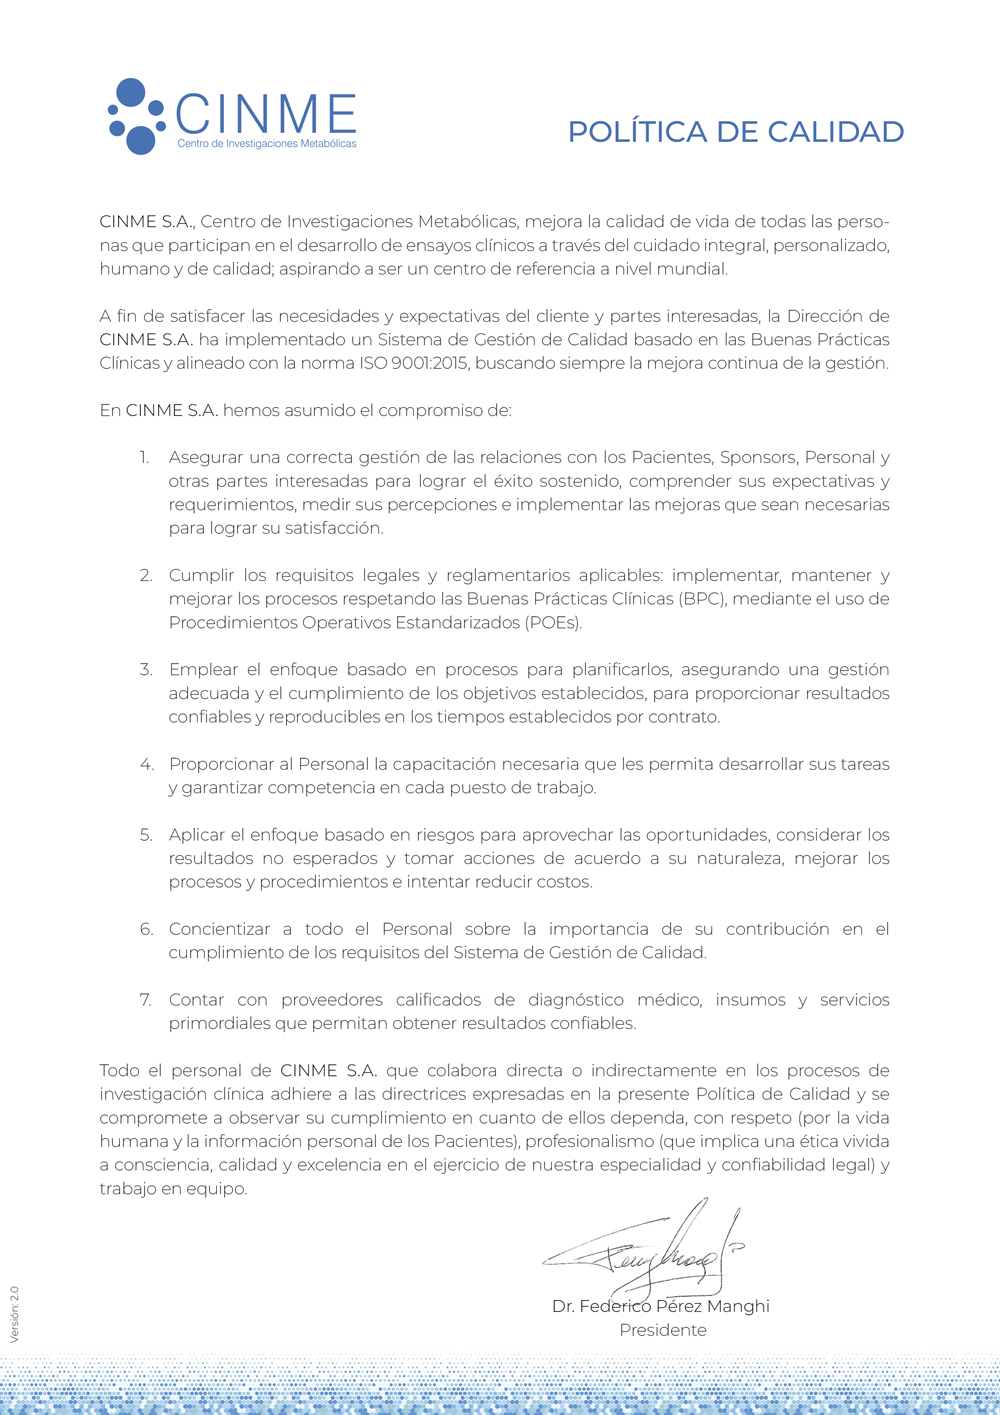 CINME
Centro de Investigaciones Metabólicas
POLÍTICA DE CALIDAD
CINME S.A., Centro de Investigaciones Metabólicas, mejora la calidad de vida de todas las perso-
nas que participan en el desarrollo de ensayos clínicos a través del cuidado integral, personalizado,
humano y de calidad; aspirando a ser un centro de referencia a nivel mundial.
A fin de satisfacer las necesidades y expectativas del cliente y partes interesadas, la Dirección de
CINME S.A. ha implementado un Sistema de Gestión de Calidad basado en las Buenas Prácticas
Clínicas y alineado con la norma ISO 9001:2015, buscando siempre la mejora continua de la gestión.
En CINME S.A. hemos asumido el compromiso de:
1. Asegurar una correcta gestión de las relaciones con los Pacientes, Sponsors, Personal y
otras partes interesadas para lograr el éxito sostenido, comprender sus expectativas y
requerimientos, medir sus percepciones e implementar las mejoras que sean necesarias
para lograr su satisfacción.
2. Cumplir los requisitos legales y reglamentarios aplicables: implementar, mantener y
mejorar los procesos respetando las Buenas Prácticas Clínicas (BPC), mediante el uso de
Procedimientos Operativos Estandarizados (POEs).
3. Emplear el enfoque basado en procesos para planificarlos, asegurando una gestión
adecuada y el cumplimiento de los objetivos establecidos, para proporcionar resultados
confiables y reproducibles en los tiempos establecidos por contrato.
4. Proporcionar al Personal la capacitación necesaria que les permita desarrollar sus tareas
y garantizar competencia en cada puesto de trabajo.
5. Aplicar el enfoque basado en riesgos para aprovechar las oportunidades, considerar los
resultados no esperados y tomar acciones de acuerdo a su naturaleza, mejorar los
procesos y procedimientos e intentar reducir costos.
6. Concientizar a todo el Personal sobre la importancia de su contribución en el
cumplimiento de los requisitos del Sistema de Gestión de Calidad.
7. Contar con proveedores calificados de diagnóstico médico, insumos y servicios
primordiales que permitan obtener resultados confiables.
Todo el personal de CINME S.A. que colabora directa o indirectamente en los procesos de
investigación clínica adhiere a las directrices expresadas en la presente Política de Calidad y se
compromete a observar su cumplimiento en cuanto de ellos dependa, con respeto (por la vida
humana y la información personal de los Pacientes), profesionalismo (que implica una ética vivida
a consciencia, calidad y excelencia en el ejercicio de nuestra especialidad y confiabilidad legal) y
trabajo en equipo.
Dr. Federico Pérez Manghi
Presidente
Versión: 2.0